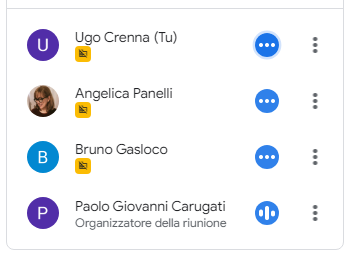 U
Ugo Crenna (Tu)
Angelica Panelli
B
Bruno Gasloco
P
Paolo Giovanni Carugati
Organizzatore della riunione